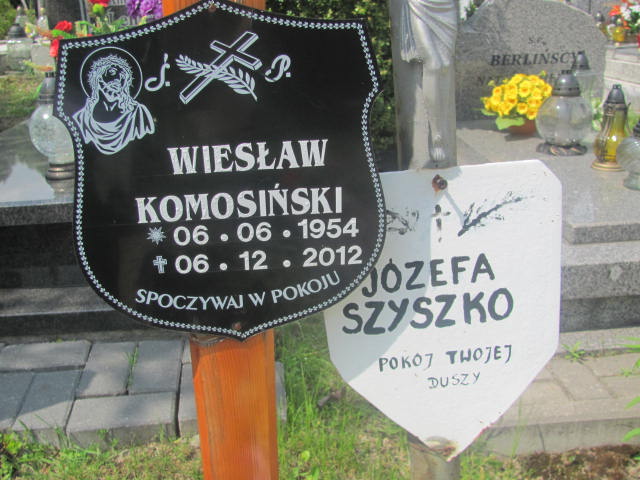 Ś. P.
WIESŁAW
KOMOSIŃSKI
06 • 06 • 1954
06 • 12 • 2012
SPOCZYWAJ W POKOJU
JÓZEFA
SZYSZKO
POKÓJ TWOJEJ
DUSZY
Ś.P.
BERLIŃSCY